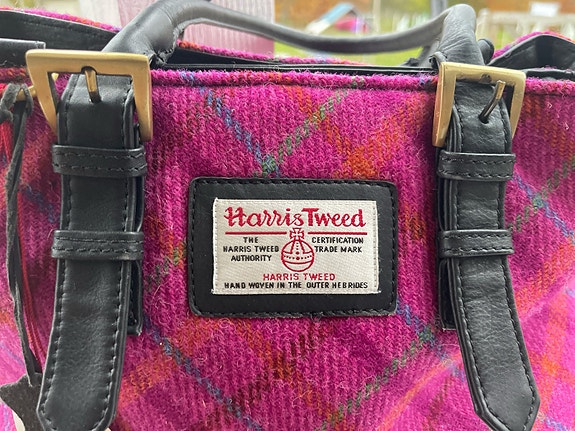 Harris Tweed
THE CERTIFICATION
HARRIS TWEED TRADE MARK
AUTHORITY
HARRIS TWEED
HAND WOVEN IN THE OUTER HEBRIDES